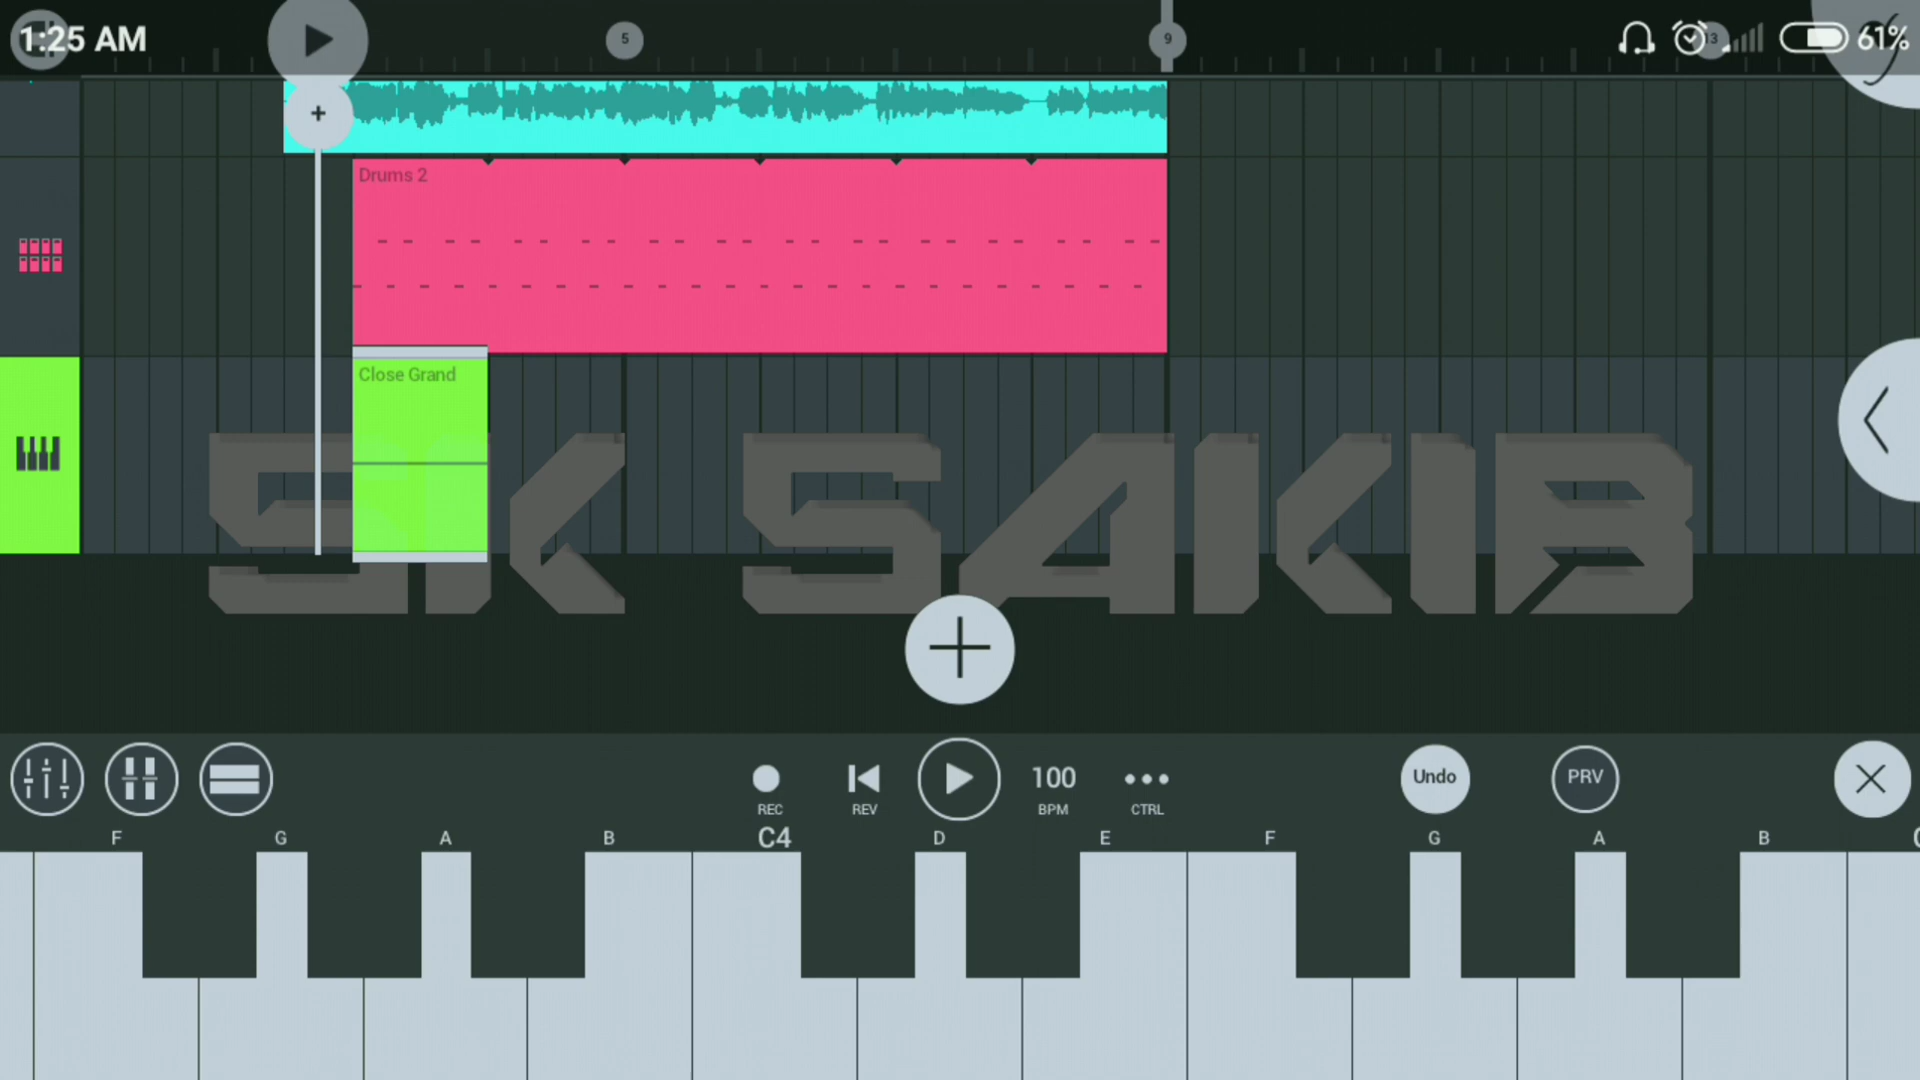 1:25 AM
5
9
13
61%
+
Drums 2
Close Grand
SK SAKIB
REC
REV
100
BPM
CTRL
Undo
PRV
F G A B C4 D E F G A B C